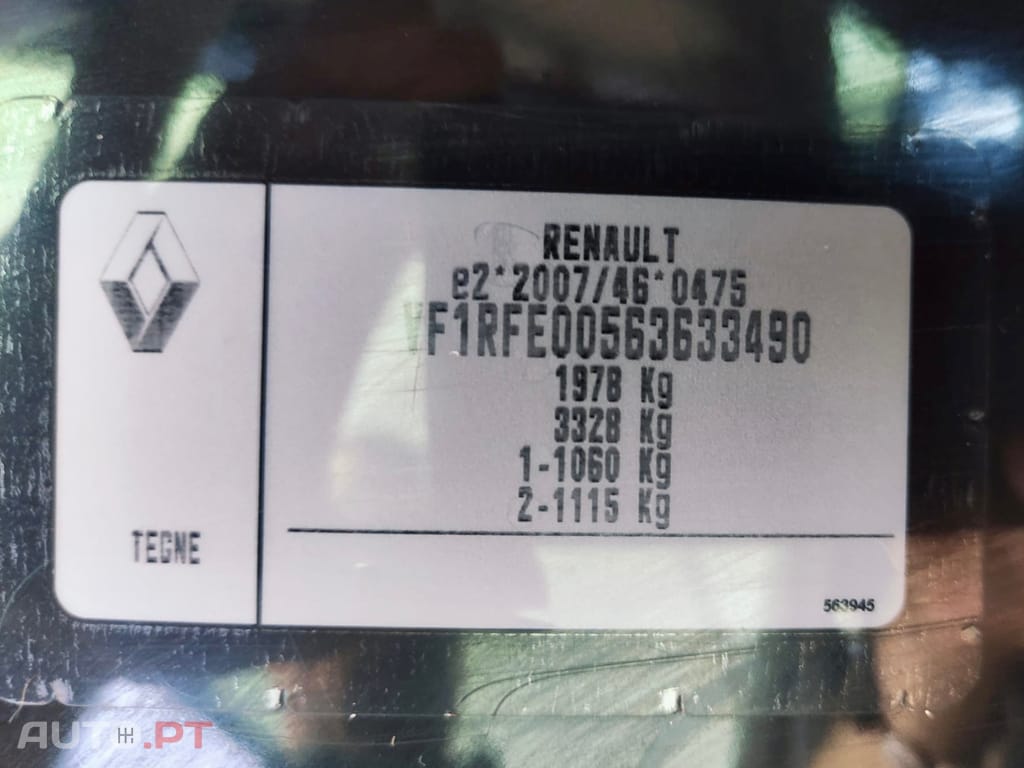 RENAULT
e2*2007/46*0475
VF1RFE00563633490
1978 Kg
3328 Kg
1-1060 Kg
2-1115 Kg
TEGNE
563945
AUTO.PT